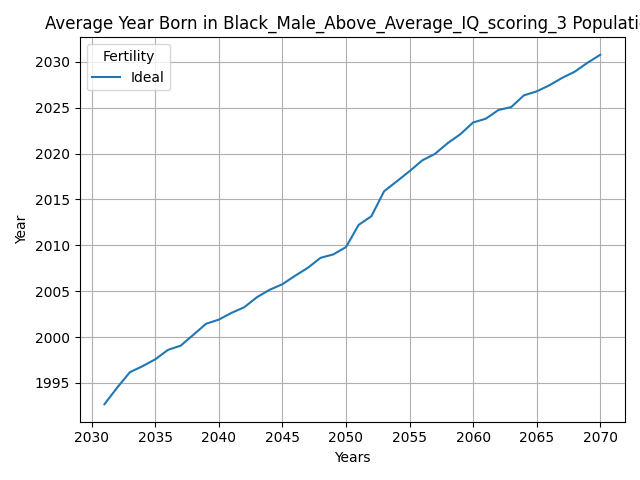 Average Year Born in Black_Male_Above_Average_IQ_scoring_3 Populati
Fertility
Ideal
2030
2025
2020
2015
2010
2005
2000
1995
Year
2030 2035 2040 2045 2050 2055 2060 2065 2070
Years